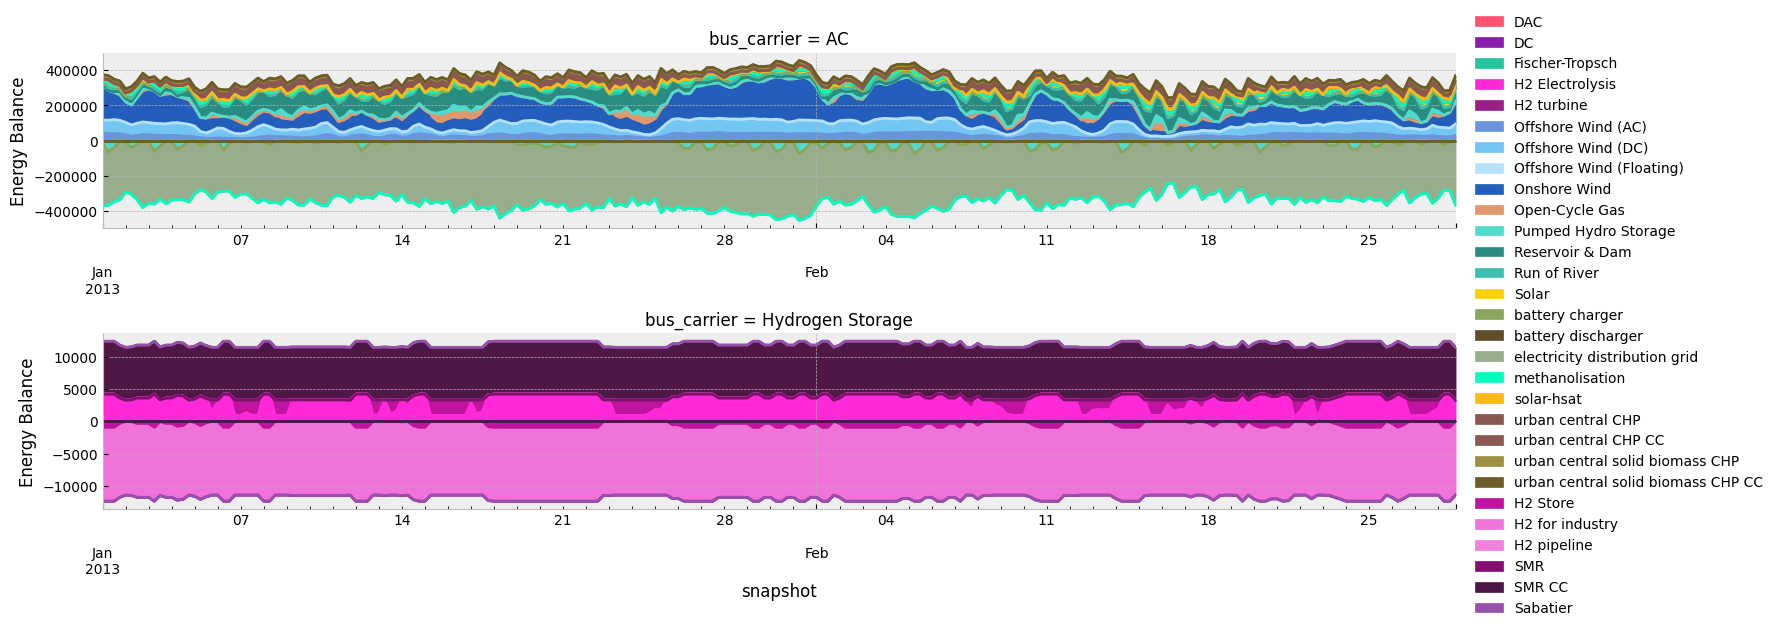 bus_carrier = AC
Energy Balance
400000
200000
0
−200000
−400000
07
14
21
28
04
11
18
25
Jan
2013
Feb
bus_carrier = Hydrogen Storage
Energy Balance
10000
5000
0
−5000
−10000
07
14
21
28
04
11
18
25
Jan
2013
Feb
snapshot
DAC
DC
Fischer-Tropsch
H2 Electrolysis
H2 turbine
Offshore Wind (AC)
Offshore Wind (DC)
Offshore Wind (Floating)
Onshore Wind
Open-Cycle Gas
Pumped Hydro Storage
Reservoir & Dam
Run of River
Solar
battery charger
battery discharger
electricity distribution grid
methanolisation
solar-hsat
urban central CHP
urban central CHP CC
urban central solid biomass CHP
urban central solid biomass CHP CC
H2 Store
H2 for industry
H2 pipeline
SMR
SMR CC
Sabatier